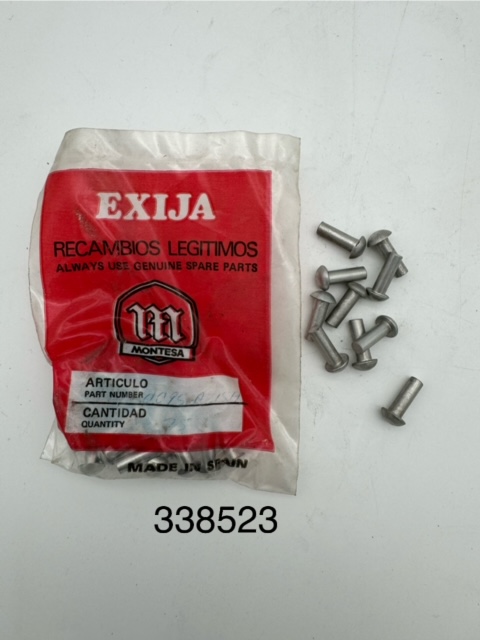 EXIJA
RECAMBIOS LEGITIMOS
ALWAYS USE GENUINE SPARE PARTS
MONTESA
ARTICULO
PART NUMBER
CANTIDAD
QUANTITY
MADE IN SPAIN
338523